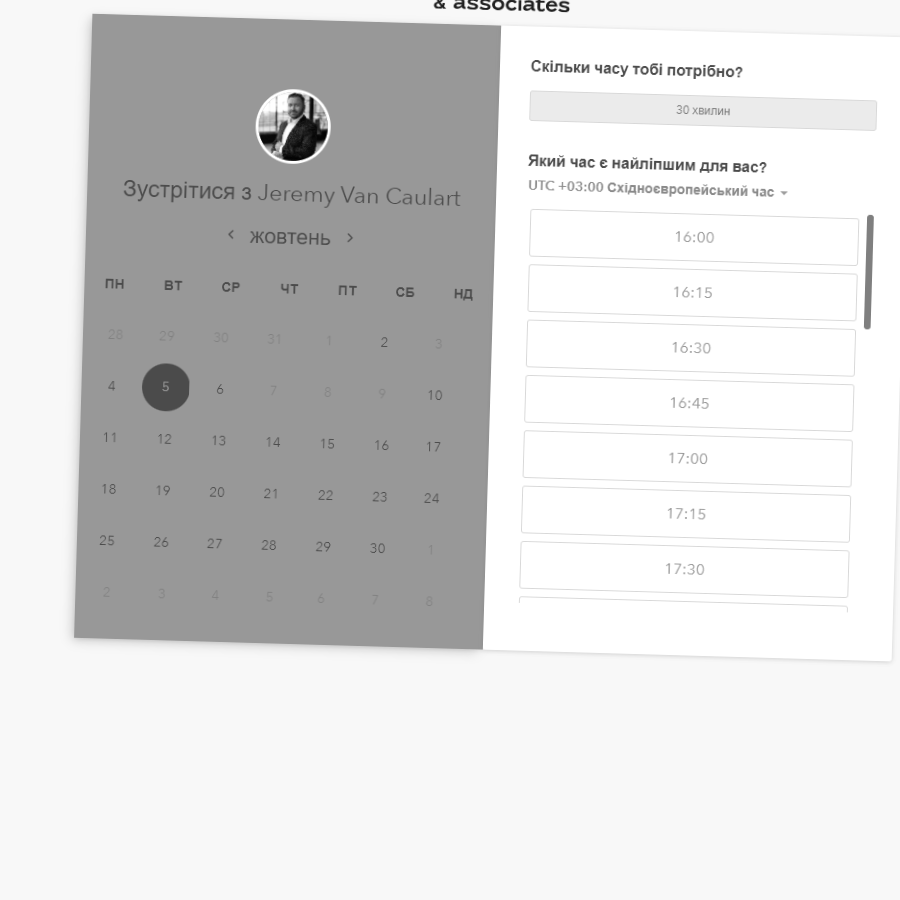 & associates
Зустрітися з Jeremy Van Caulart
жовтень
ПН ВТ СР ЧТ ПТ СБ НД
28 29 30 31 1 2 3
4 5 6 7 8 9 10
11 12 13 14 15 16 17
18 19 20 21 22 23 24
25 26 27 28 29 30 1
2 3 4 5 6 7 8
Скільки часу тобі потрібно?
30 хвилин
Який час є найліпшим для вас?
UTC +03:00 Східноєвропейський час
16:00
16:15
16:30
16:45
17:00
17:15
17:30